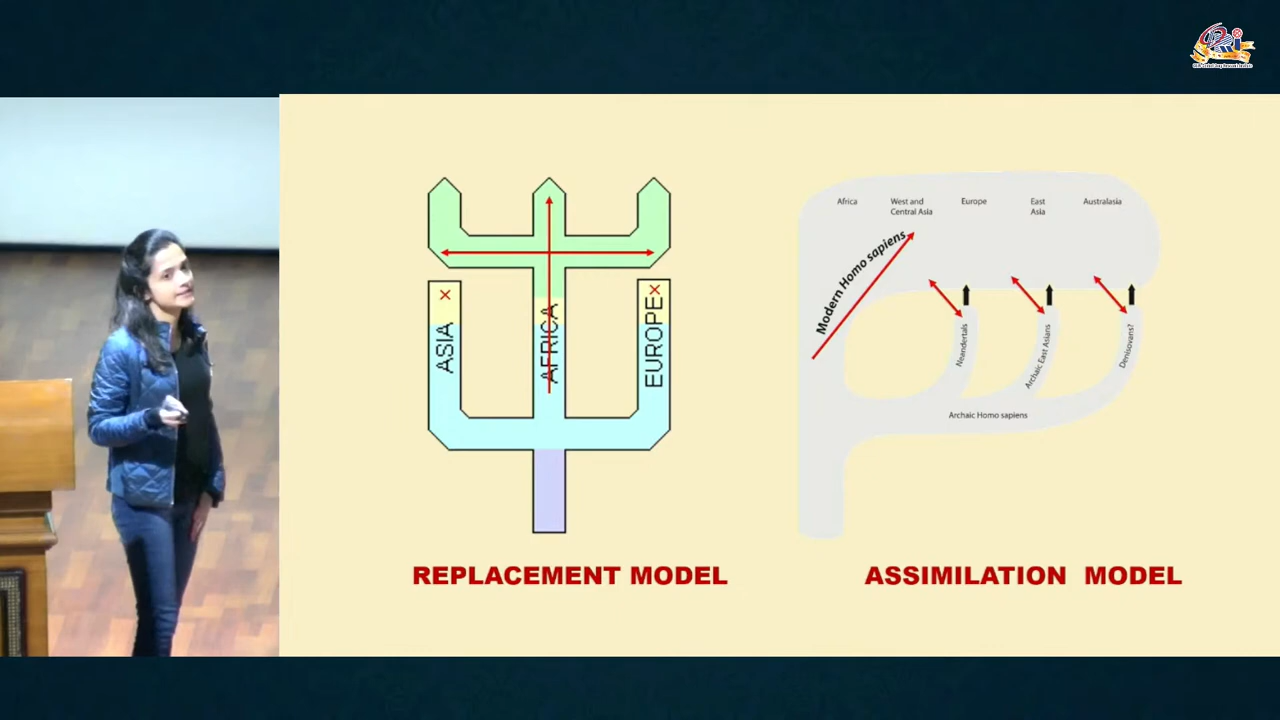 ASIA
AFRICA
EUROPE
REPLACEMENT MODEL
Africa
West and
Central Asia
Europe
East
Asia
Australasia
Modern Homo sapiens
Neandertals
Archaic East Asians
Denisovans?
Archaic Homo sapiens
ASSIMILATION MODEL